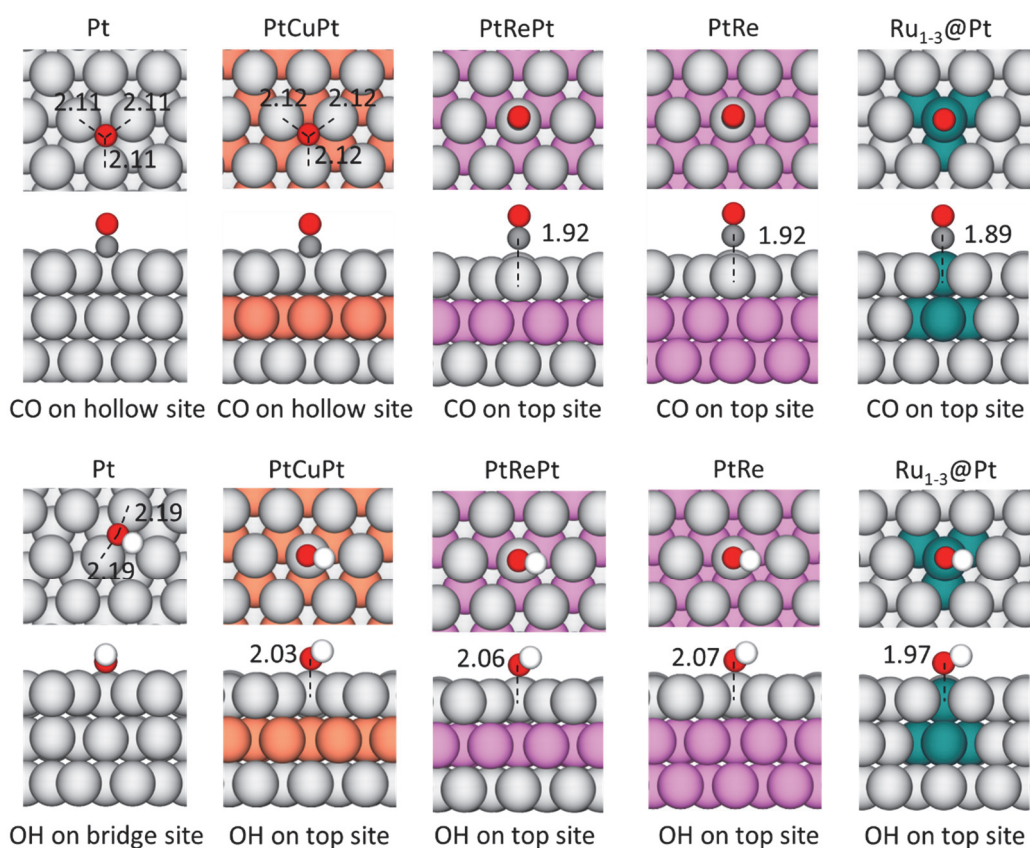 Pt PtCuPt PtRePt PtRe Ru1-3@Pt
2.11 2.11 2.12 2.12
2.11 2.12
1.92 1.92 1.89
CO on hollow site CO on hollow site CO on top site CO on top site CO on top site
Pt PtCuPt PtRePt PtRe Ru1-3@Pt
2.19
2.19
2.03 2.06 2.07 1.97
OH on bridge site OH on top site OH on top site OH on top site OH on top site